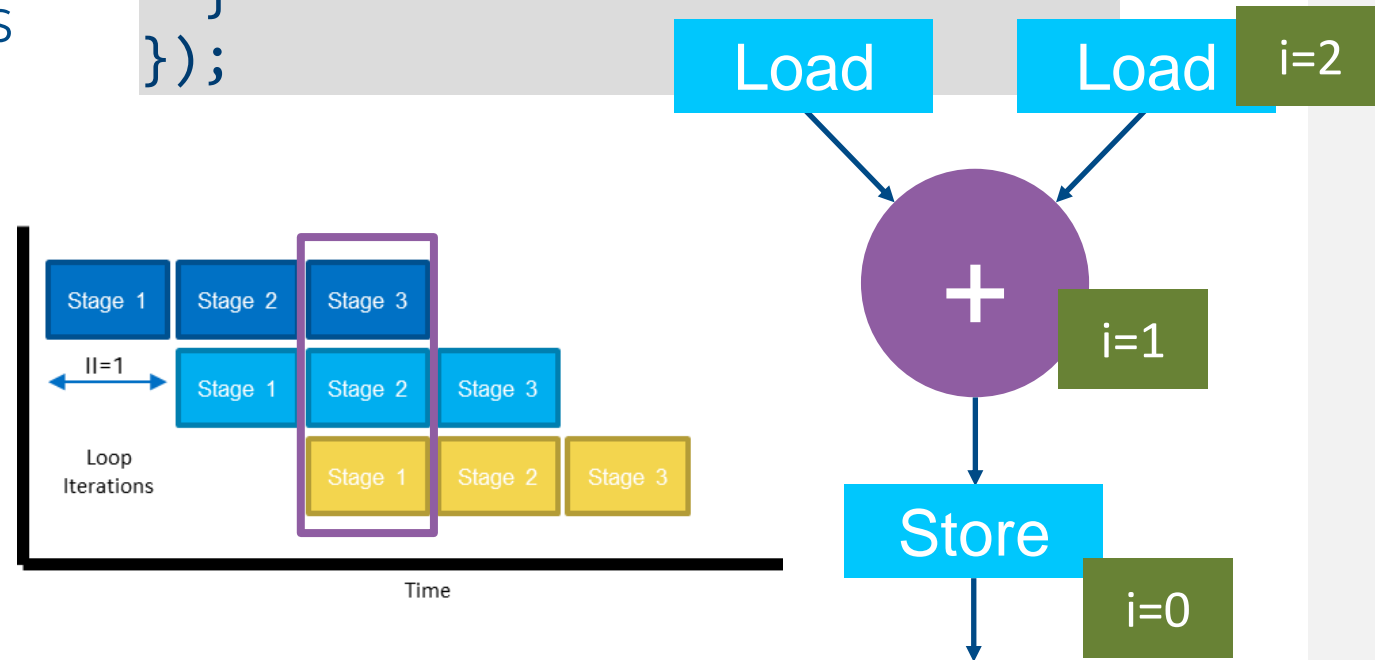 s
}
});
Load
Load
i=2
+
i=1
Store
i=0
Stage 1
Stage 2
Stage 3
II=1
Stage 1
Stage 2
Stage 3
Loop
Iterations
Stage 1
Stage 2
Stage 3
Time